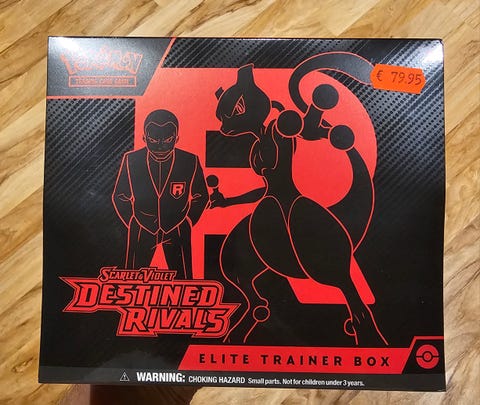 Pokémon
TRADING CARD GAME
€ 79.95
R
R
SCARLET & VIOLET
DESTINED
RIVALS
ELITE TRAINER BOX
⚠ WARNING: CHOKING HAZARD Small parts. Not for children under 3 years.